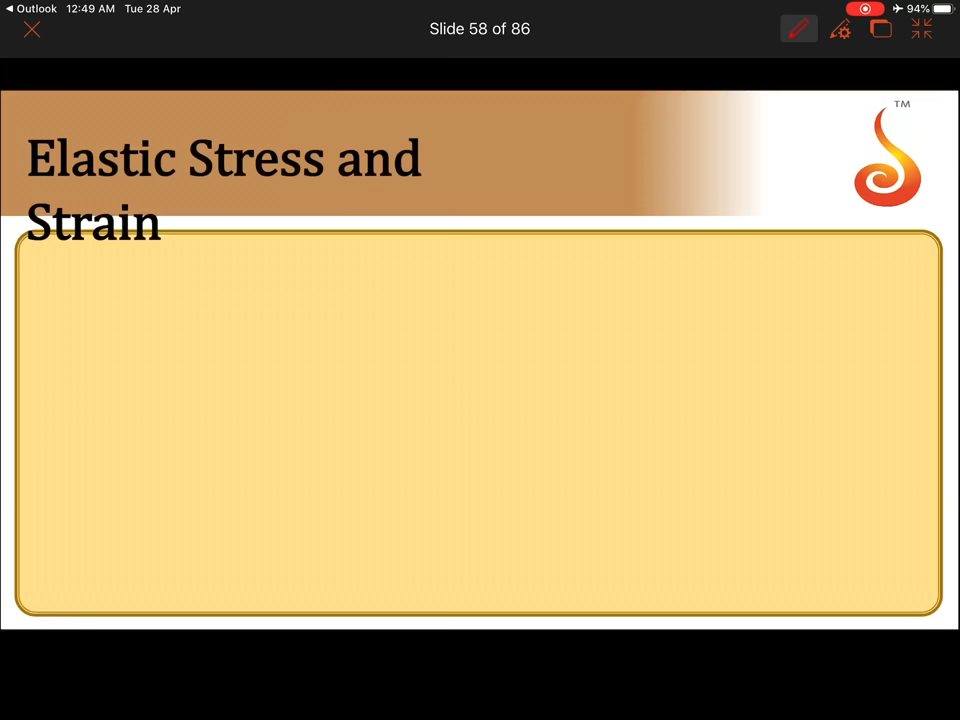 ◀ Outlook 12:49 AM Tue 28 Apr 94%
Slide 58 of 86
TM
Elastic Stress and
Strain